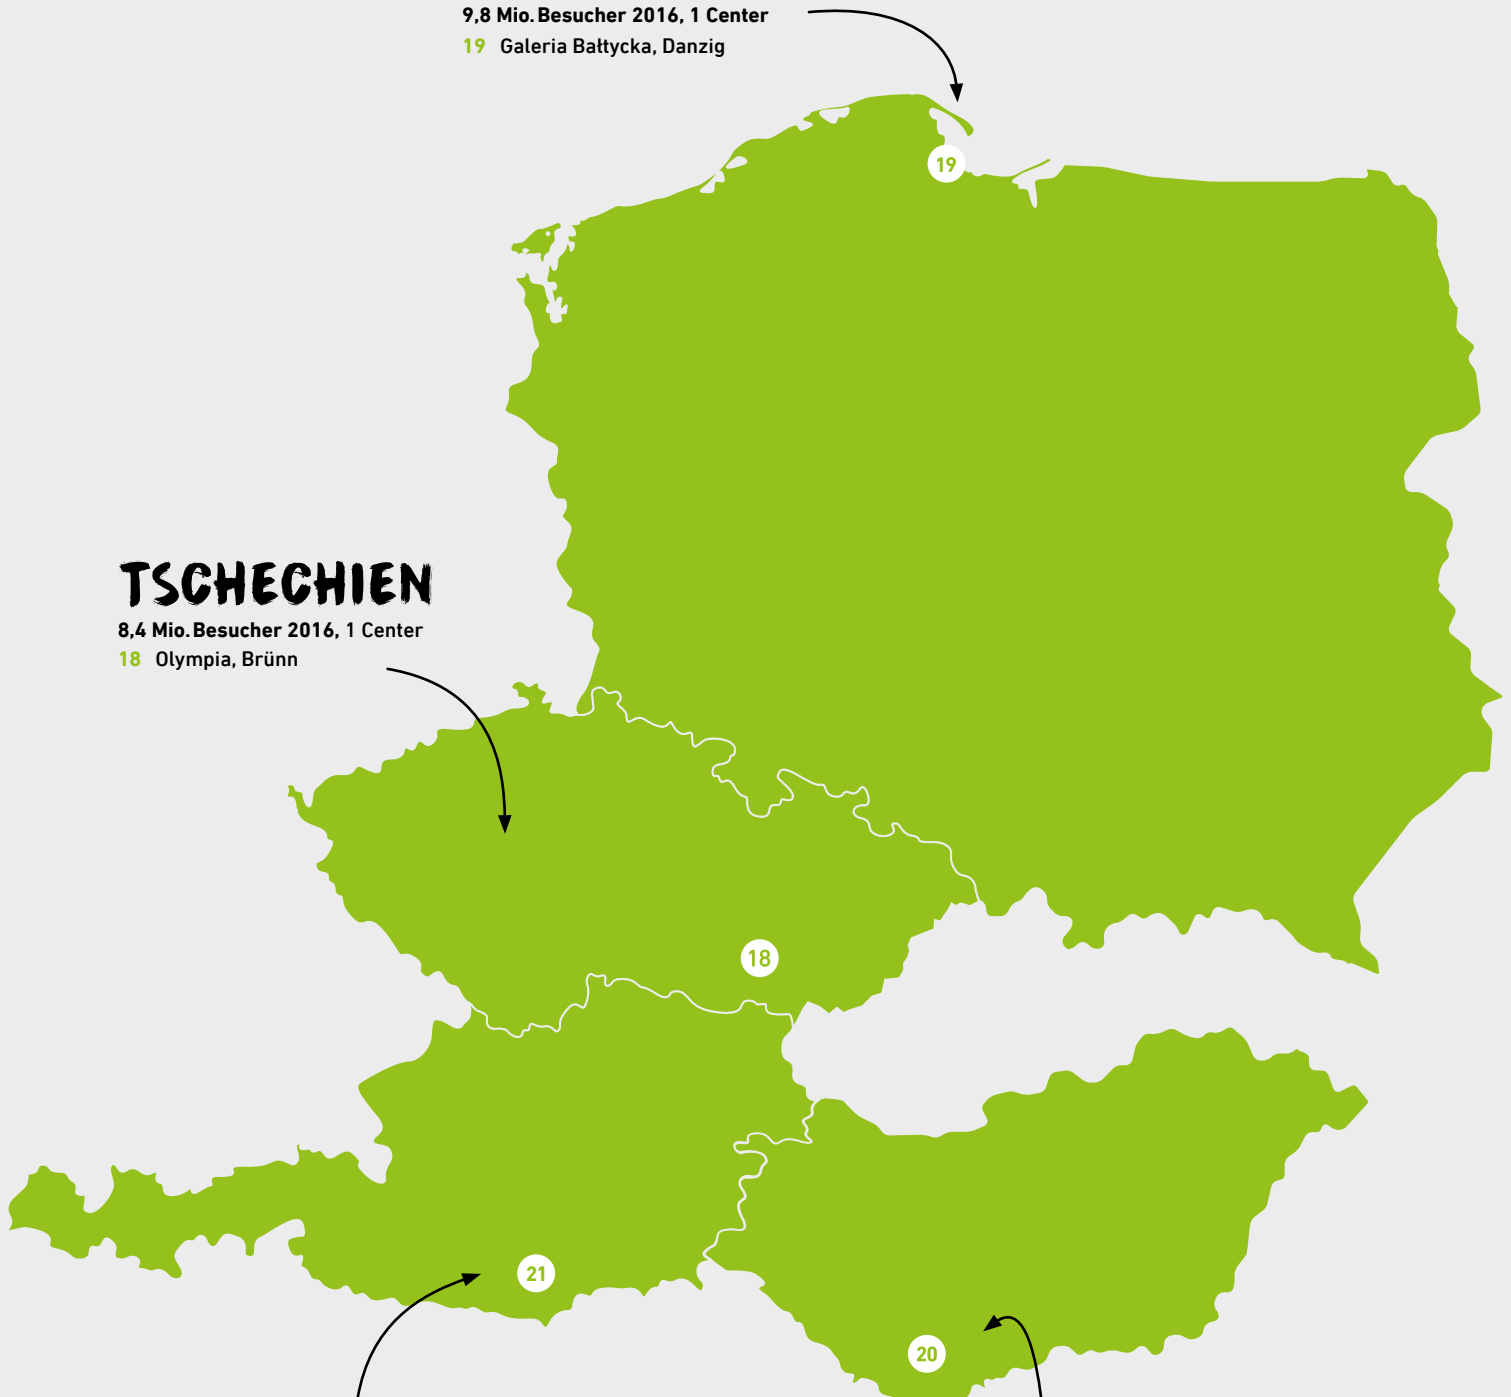 9,8 Mio. Besucher 2016, 1 Center
19 Galeria Bałtycka, Danzig
19
TSCHECHIEN
8,4 Mio. Besucher 2016, 1 Center
18 Olympia, Brünn
18
21
20